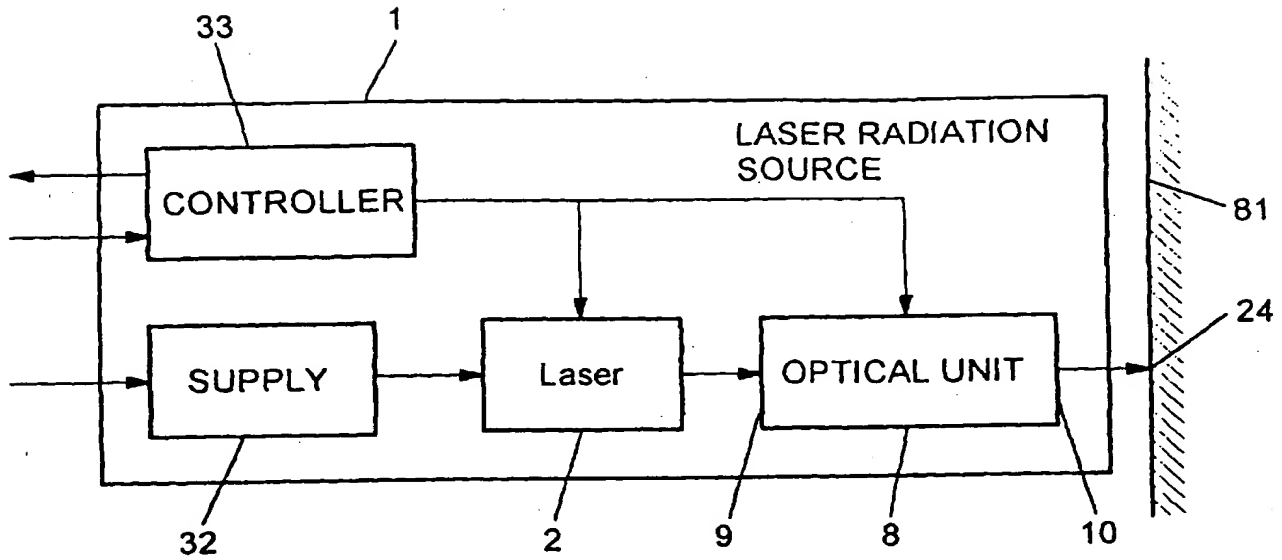 33
1
CONTROLLER
LASER RADIATION
SOURCE
81
24
SUPPLY
Laser
OPTICAL UNIT
32
2
9
8
10